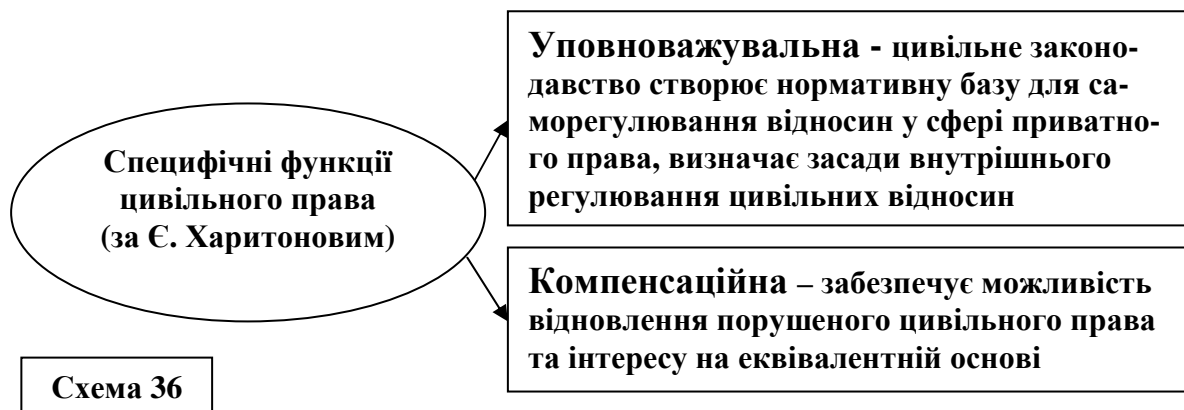 Специфічні функції
цивільного права
(за Є. Харитоновим)
Уповноважувальна - цивільне законо-
давство створює нормативну базу для са-
морегулювання відносин у сфері приватно-
го права, визначає засади внутрішнього
регулювання цивільних відносин
Компенсаційна – забезпечує можливість
відновлення порушеного цивільного права
та інтересу на еквівалентній основі
Схема 36